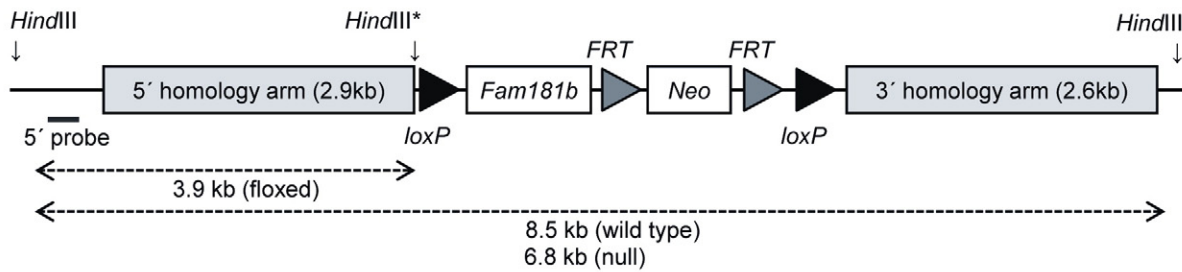 HindIII HindIII* HindIII
FRT FRT
5´ homology arm (2.9kb) Fam181b Neo 3´ homology arm (2.6kb)
5´ probe loxP loxP
3.9 kb (floxed)
8.5 kb (wild type)
6.8 kb (null)